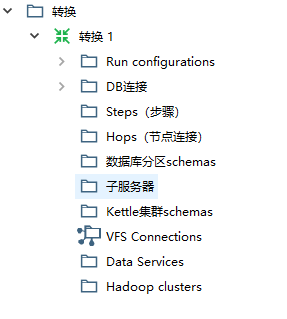 转换
转换 1
Run configurations
DB连接
Steps（步骤）
Hops（节点连接）
数据库分区schemas
子服务器
Kettle集群schemas
VFS Connections
Data Services
Hadoop clusters